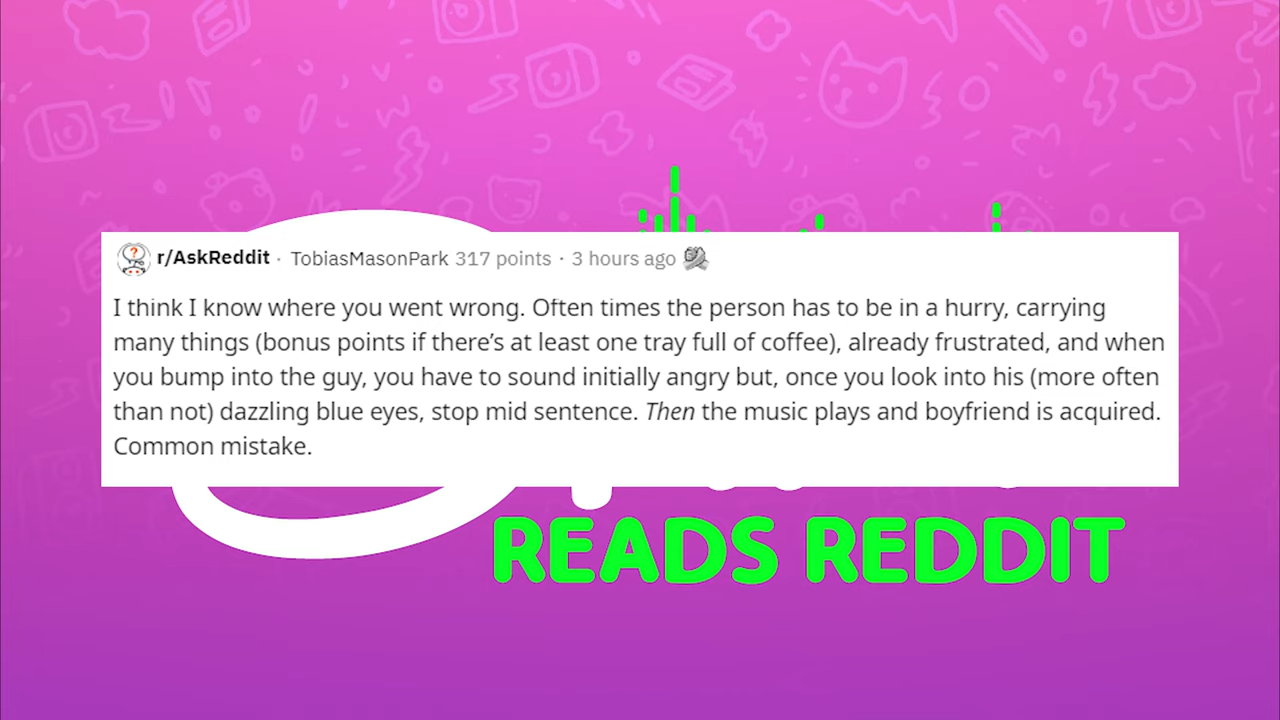 r/AskReddit · TobiasMasonPark 317 points · 3 hours ago
I think I know where you went wrong. Often times the person has to be in a hurry, carrying
many things (bonus points if there’s at least one tray full of coffee), already frustrated, and when
you bump into the guy, you have to sound initially angry but, once you look into his (more often
than not) dazzling blue eyes, stop mid sentence. Then the music plays and boyfriend is acquired.
Common mistake.
READS REDDIT